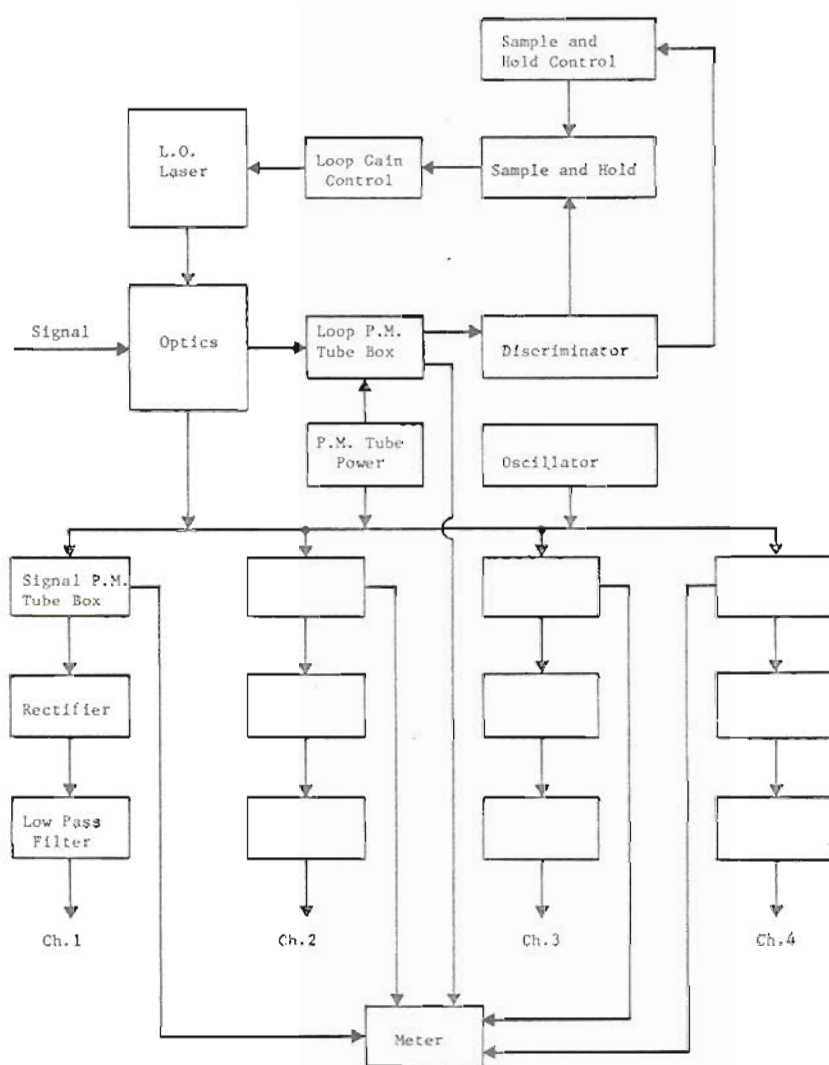 Sample and
Hold Control
L.O.
Laser
Loop Gain
Control
Sample and Hold
Signal
Optics
Loop P.M.
Tube Box
Discriminator
P.M. Tube
Power
Oscillator
Signal P.M.
Tube Box
Rectifier
Low Pass
Filter
Ch.1
Ch.2
Ch.3
Ch.4
Meter